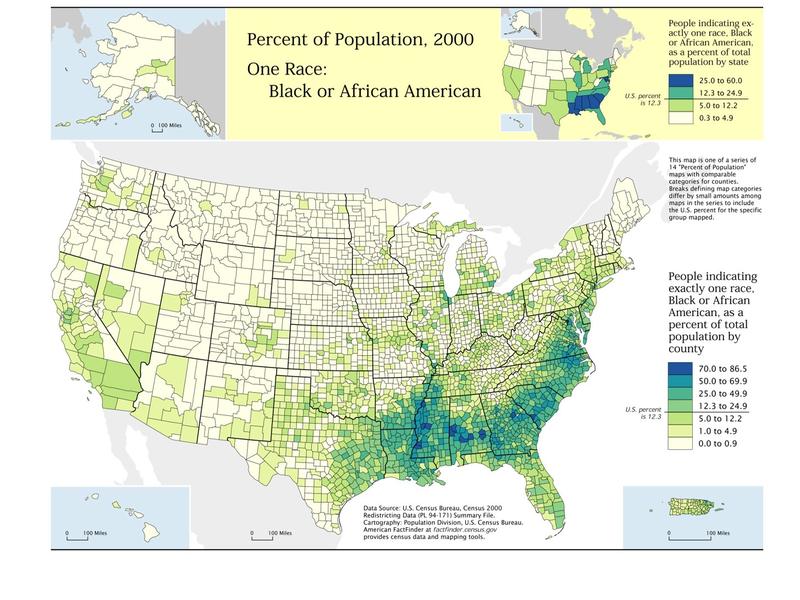 Percent of Population, 2000
One Race:
Black or African American
0 100 Miles
People indicating ex-
actly one race, Black
or African American,
as a percent of total
population by state
25.0 to 60.0
12.3 to 24.9
U.S. percent
is 12.3
5.0 to 12.2
0.3 to 4.9
This map is one of a series of
14 "Percent of Population"
maps with comparable
categories for counties.
Breaks defining map categories
differ by small amounts among
maps in the series to include
the U.S. percent for the specific
group mapped.
People indicating
exactly one race,
Black or African
American, as a
percent of total
population by
county
70.0 to 86.5
50.0 to 69.9
25.0 to 49.9
12.3 to 24.9
U.S. percent
is 12.3
5.0 to 12.2
1.0 to 4.9
0.0 to 0.9
Data Source: U.S. Census Bureau, Census 2000
Redistricting Data (PL 94-171) Summary File.
Cartography: Population Division, U.S. Census Bureau.
American FactFinder at factfinder.census.gov
provides census data and mapping tools.
0 100 Miles
0 100 Miles
0 100 Miles